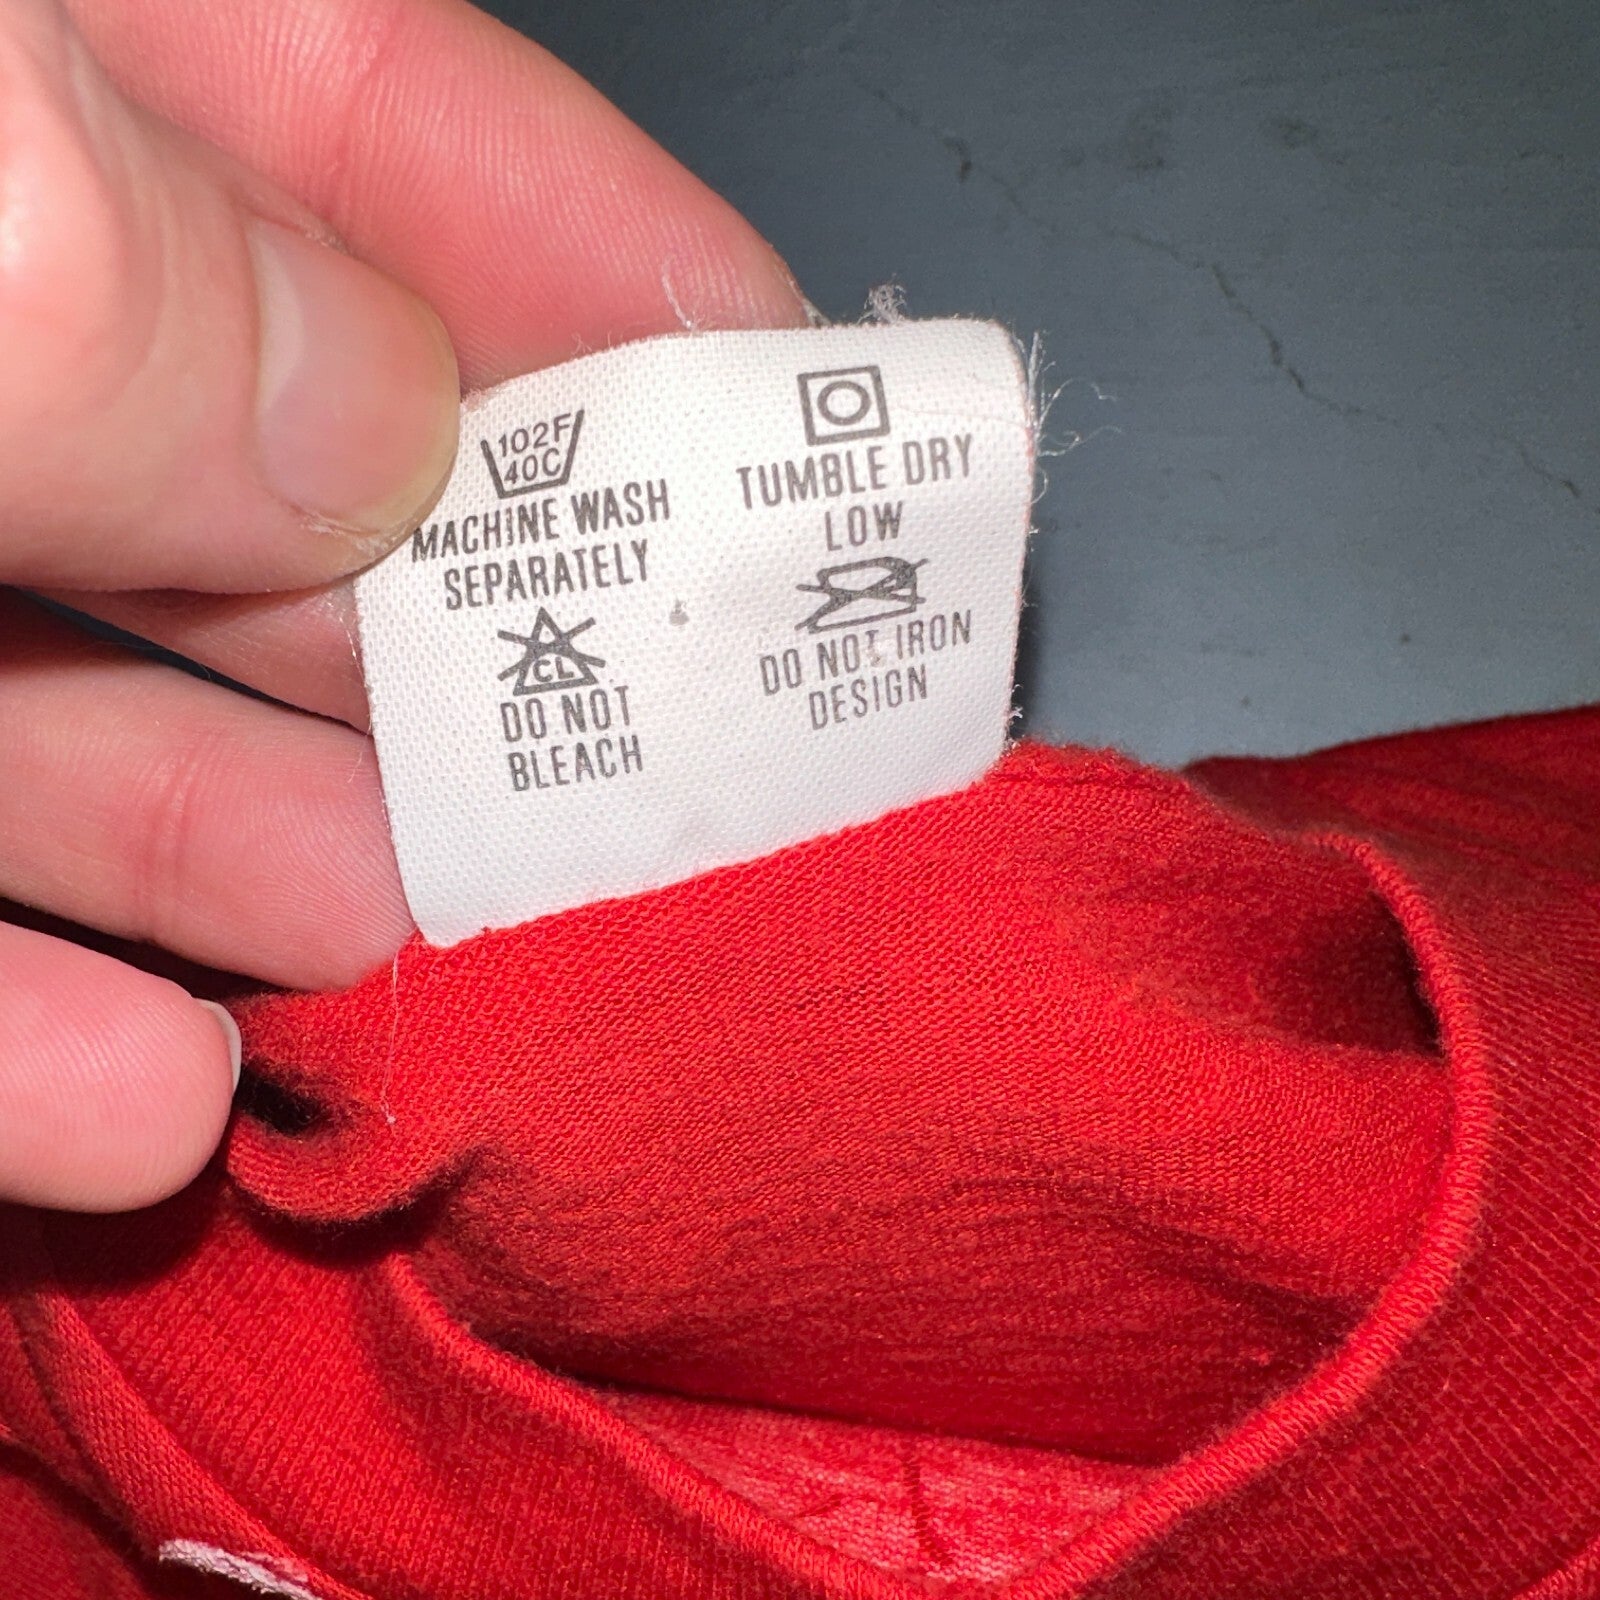 102F
40C
MACHINE WASH
SEPARATELY
CL
DO NOT
BLEACH
TUMBLE DRY
LOW
DO NOT IRON
DESIGN